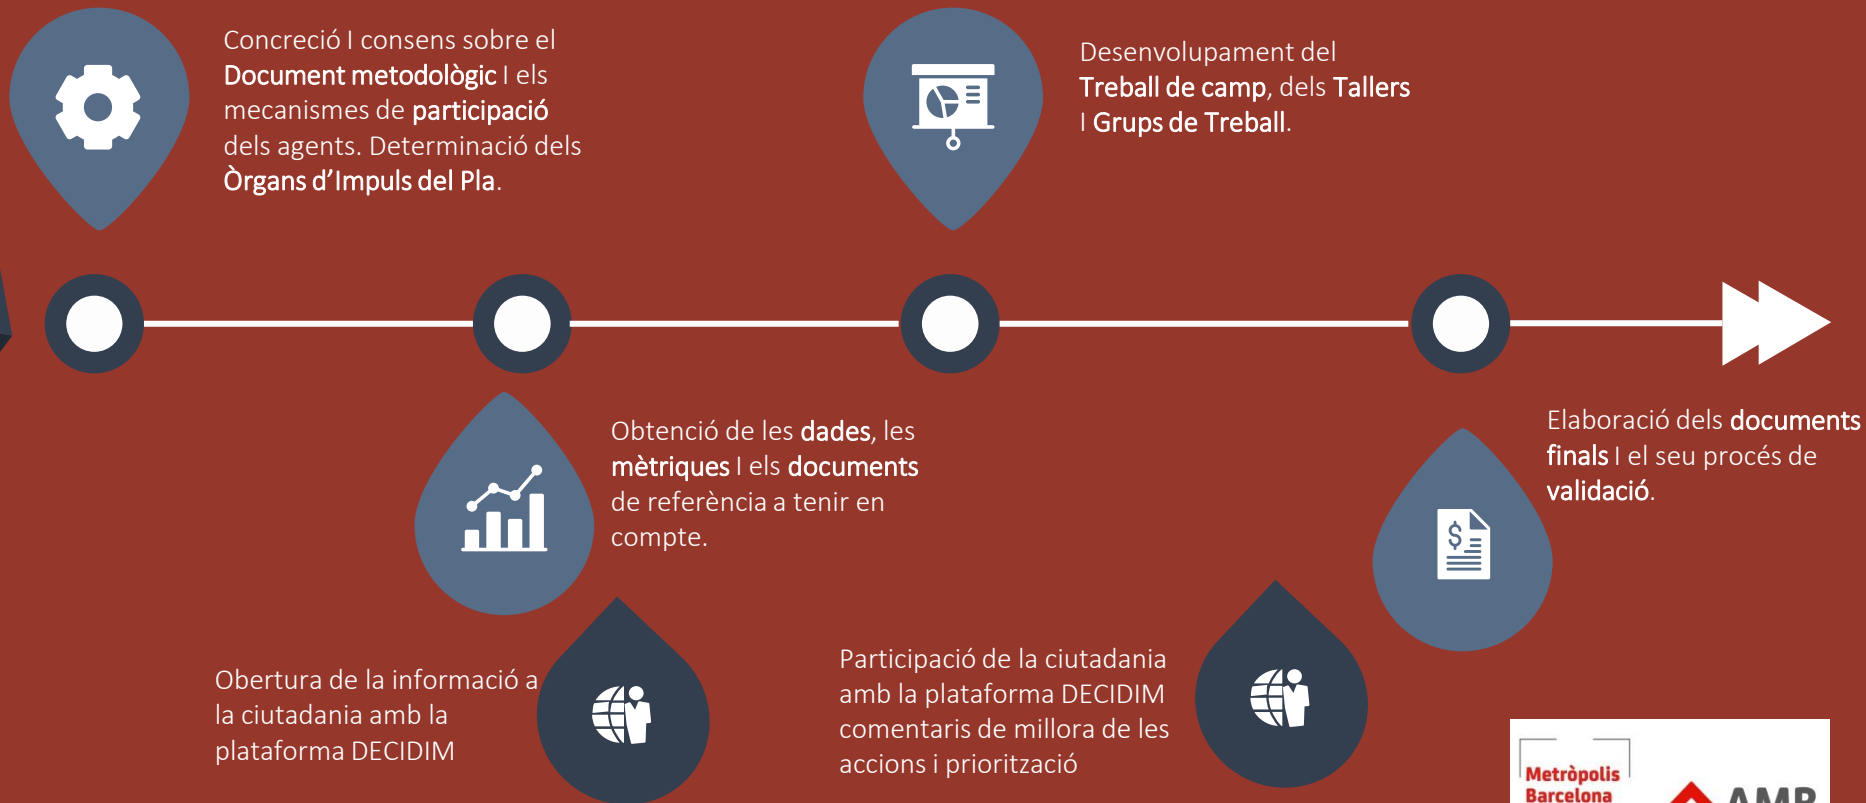 Concreció I consens sobre el
Document metodològic I els
mecanismes de participació
dels agents. Determinació dels
Òrgans d'Impuls del Pla.
Desenvolupament del
Treball de camp, dels Tallers
I Grups de Treball.
Obtenció de les dades, les
mètriques I els documents
de referència a tenir en
compte.
Elaboració dels documents
finals I el seu procés de
validació.
$
Obertura de la informació a
la ciutadania amb la
plataforma DECIDIM
Participació de la ciutadania
amb la plataforma DECIDIM
comentaris de millora de les
accions i priorització
Metròpolis
Barcelona
AMB